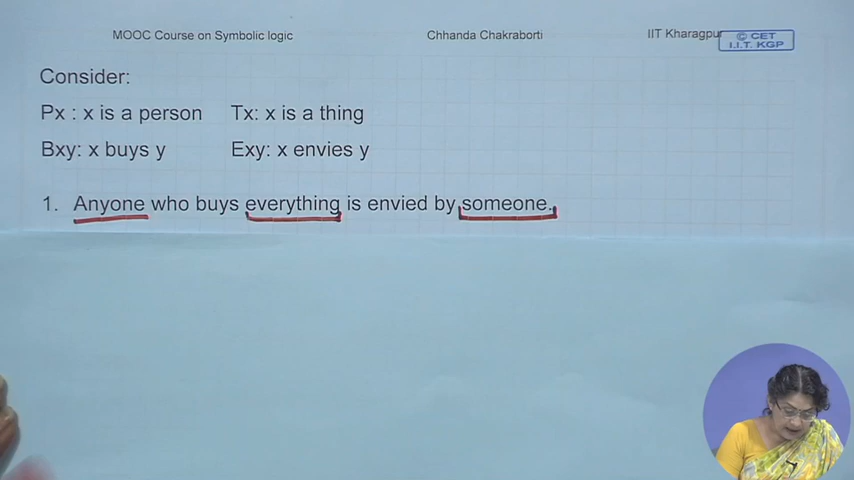 MOOC Course on Symbolic logic Chhanda Chakraborti IIT Kharagpur
© CET
I.I.T. KGP
Consider:
Px : x is a person Tx: x is a thing
Bxy: x buys y Exy: x envies y
1. Anyone who buys everything is envied by someone.